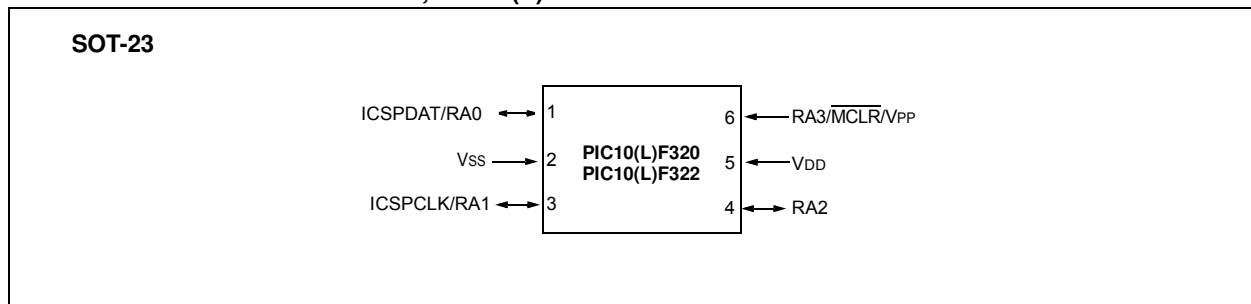 SOT-23
ICSPDAT/RA0 1
6 RA3/MCLR/VPP
VSS 2
PIC10(L)F320
PIC10(L)F322
5 VDD
ICSPCLK/RA1 3
4 RA2